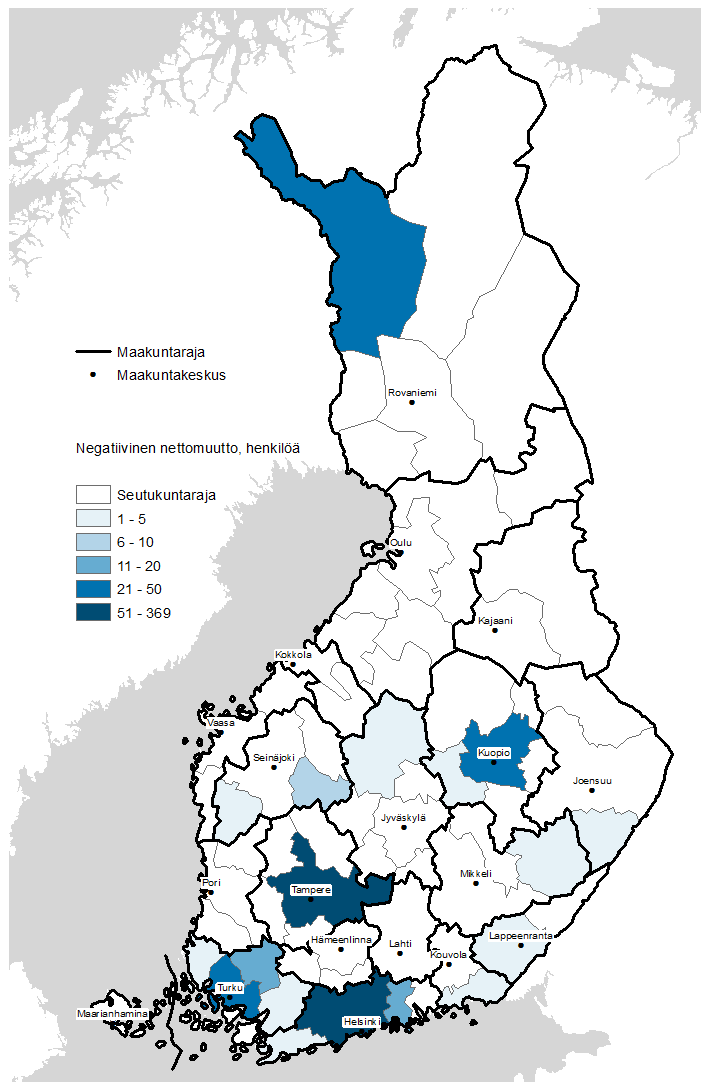 Maakuntaraja
Maakuntakeskus
Rovaniemi
Negatiivinen nettomuutto, henkilöä
Seutukuntaraja
1 - 5
6 - 10
11 - 20
21 - 50
51 - 369
Oulu
Kajaani
Kokkola
Vaasa
Seinäjoki
Kuopio
Joensuu
Jyväskylä
Mikkeli
Pori
Tampere
Lappeenranta
Hämeenlinna
Lahti
Kouvola
Turku
Maarianhamina
Helsinki